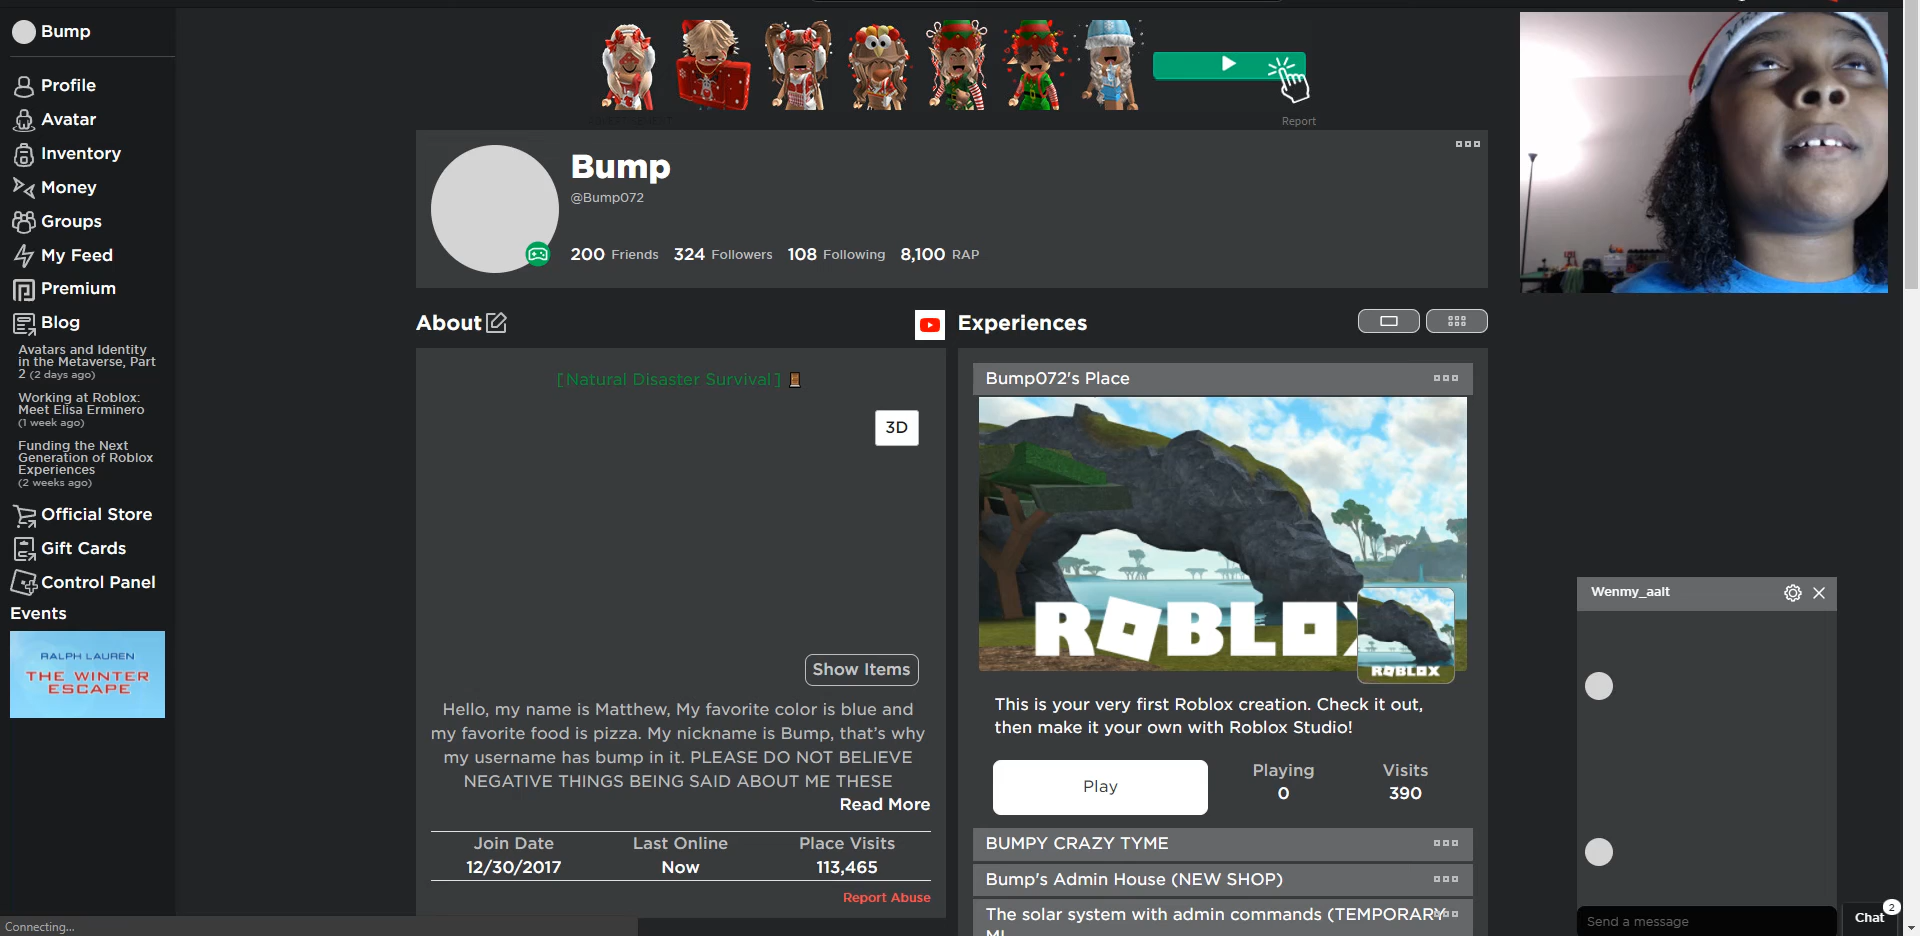 Bump
Profile
Avatar
Inventory
Money
Groups
My Feed
Premium
Blog
Avatars and Identity
in the Metaverse, Part
2 (2 days ago)
Working at Roblox:
Meet Elisa Erminero
(1 week ago)
Funding the Next
Generation of Roblox
Experiences
(2 weeks ago)
Official Store
Gift Cards
Control Panel
Events
RALPH LAUREN
THE WINTER
ESCAPE
Connecting...
ADVERTISEMENT
Report
Bump
@Bump072
200 Friends 324 Followers 108 Following 8,100 RAP
About
[Natural Disaster Survival]
3D
Show Items
Hello, my name is Matthew, My favorite color is blue and
my favorite food is pizza. My nickname is Bump, that's why
my username has bump in it. PLEASE DO NOT BELIEVE
NEGATIVE THINGS BEING SAID ABOUT ME THESE
Read More
Join Date Last Online Place Visits
12/30/2017 Now 113,465
Report Abuse
Experiences
Bump072's Place
ROBLOX
ROBLOX
This is your very first Roblox creation. Check it out,
then make it your own with Roblox Studio!
Play
Playing Visits
0 390
BUMPY CRAZY TYME
Bump's Admin House (NEW SHOP)
The solar system with admin commands (TEMPORARY
Wenmy_aalt
Send a message
Chat 2